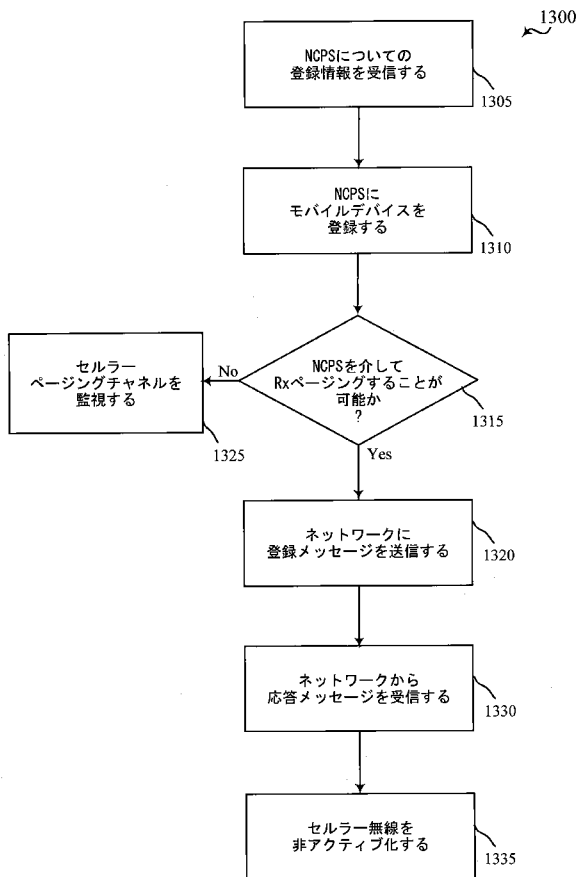 1300
NCPSについての
登録情報を受信する
1305
NCPSに
モバイルデバイスを
登録する
1310
NCPSを介して
Rxページングすることが
可能か
?
1315
No
セルラー
ページングチャネルを
監視する
1325
Yes
ネットワークに
登録メッセージを送信する
1320
ネットワークから
応答メッセージを受信する
1330
セルラー無線を
非アクティブ化する
1335